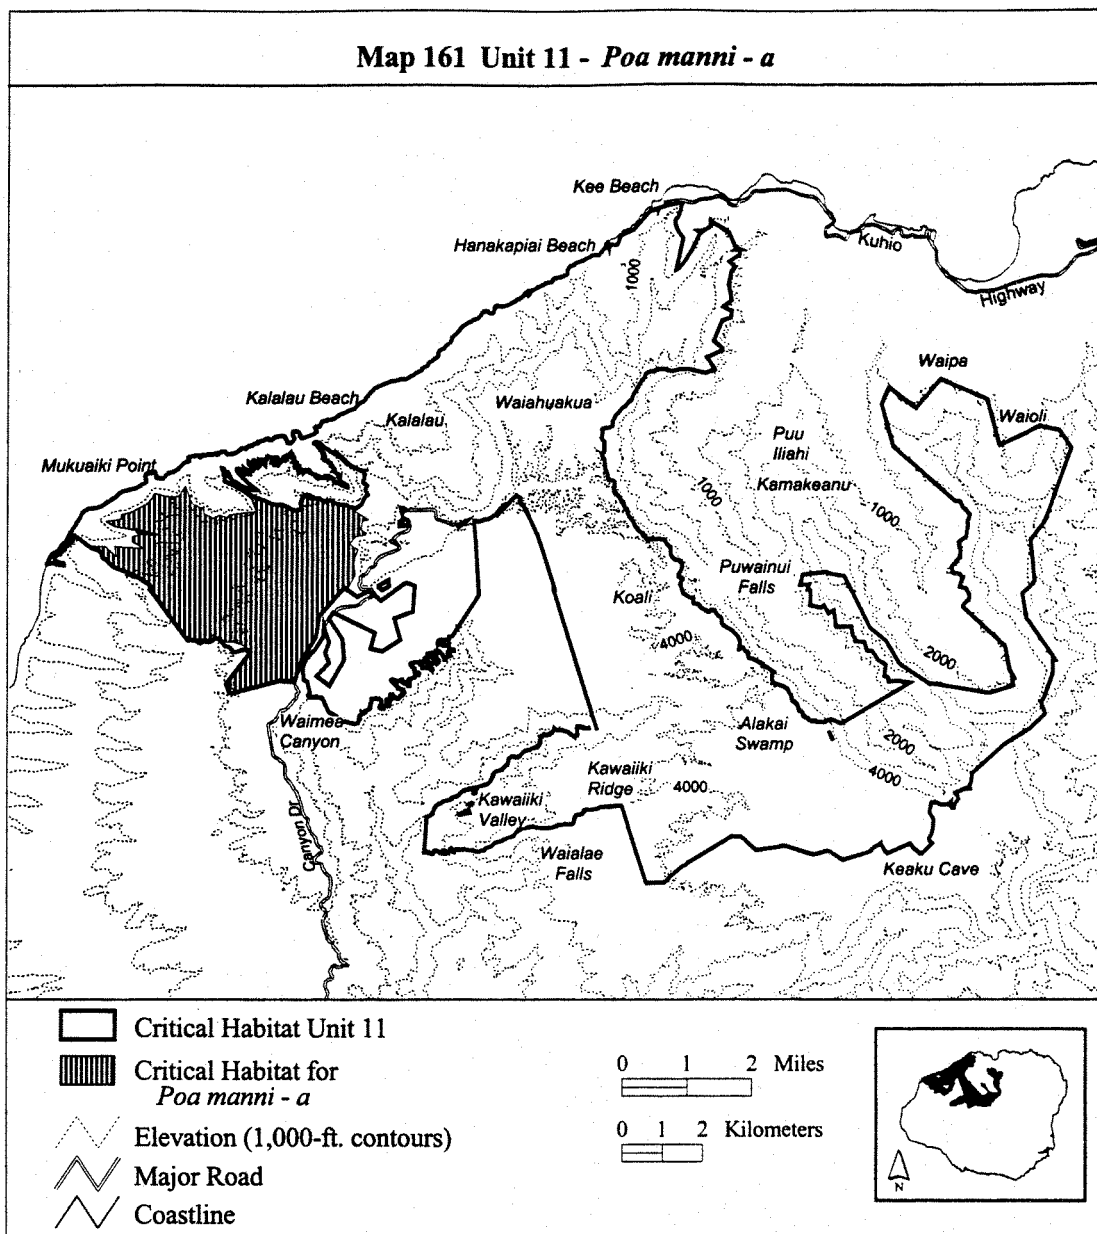 Map 161 Unit 11 - Poa manni - a
Kee Beach
Hanakapiai Beach
Kuhio
Highway
1000
Waipa
Kalalau Beach
Waiahuakua
Kalalau
Waioli
Puu
Iliahi
Mukuaiki Point
Kamakeanu
1000
1000
Puwainui
Falls
Koali
4000
2000
Waimea
Canyon
Alakai
Swamp
2000
4000
Kawaiiki
Ridge
4000
Kawaiiki
Valley
Canyon Dr
Waialae
Falls
Keaku Cave
Critical Habitat Unit 11
Critical Habitat for
Poa manni - a
Elevation (1,000-ft. contours)
Major Road
Coastline
0 1 2 Miles
0 1 2 Kilometers
N